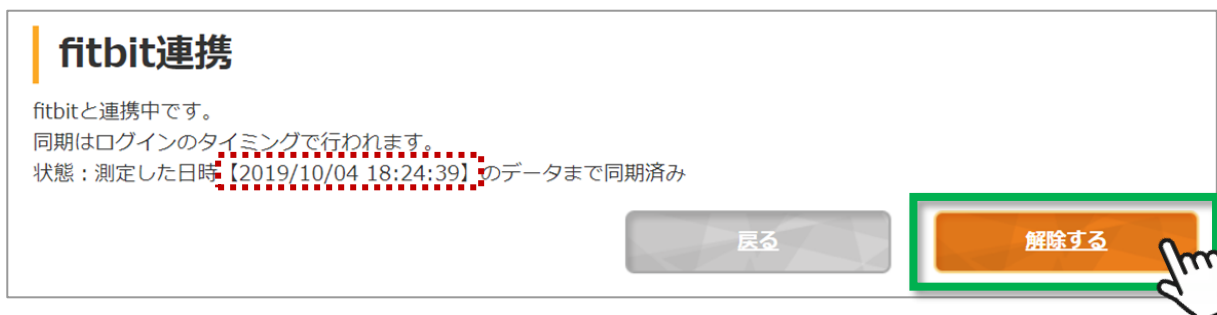 fitbit連携
fitbitと連携中です。
同期はログインのタイミングで行われます。
状態：測定した日時【2019/10/04 18:24:39】のデータまで同期済み
戻る
解除する